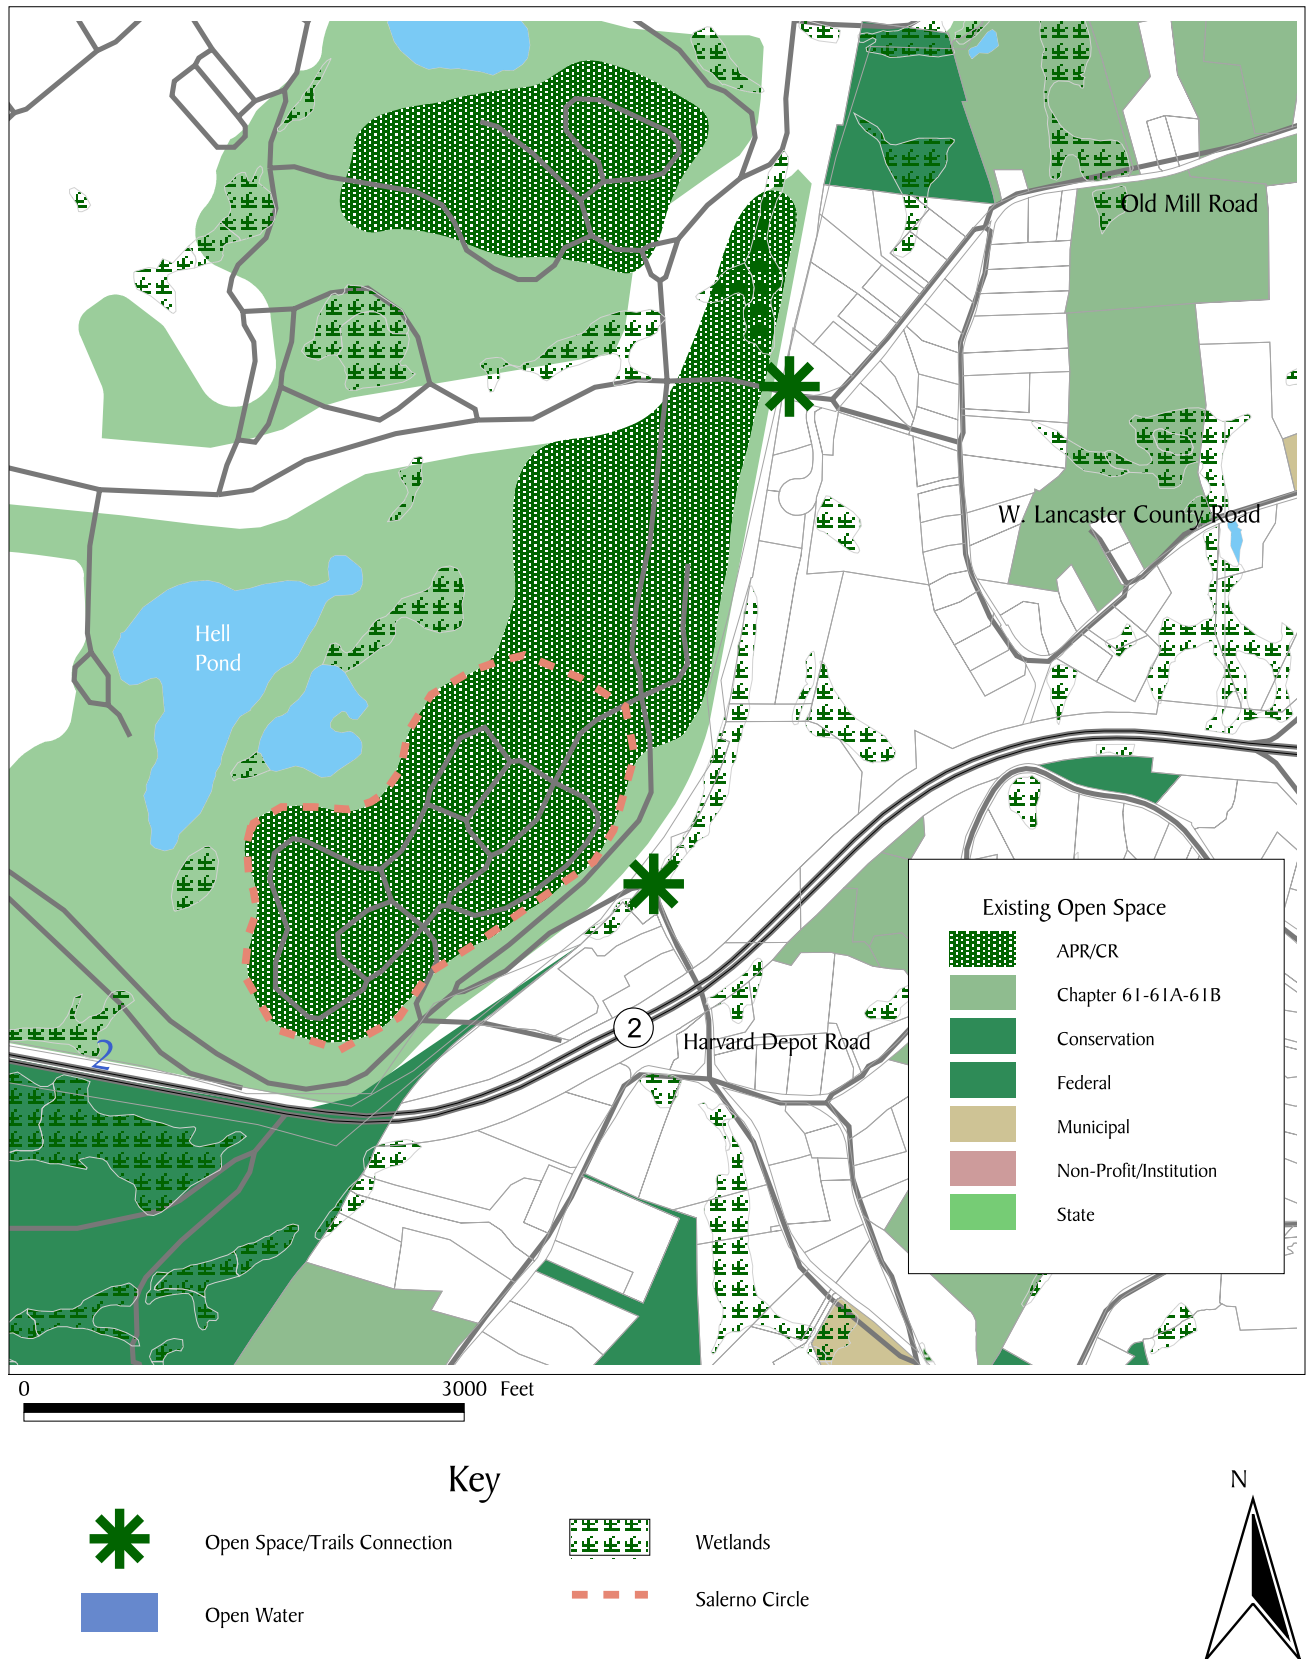 Old Mill Road
W. Lancaster County Road
Hell
Pond
Existing Open Space
APR/CR
Chapter 61-61A-61B
Conservation
Federal
Municipal
Non-Profit/Institution
State
2
Harvard Depot Road
2
0 3000 Feet
Key
N
Open Space/Trails Connection
Wetlands
Salerno Circle
Open Water